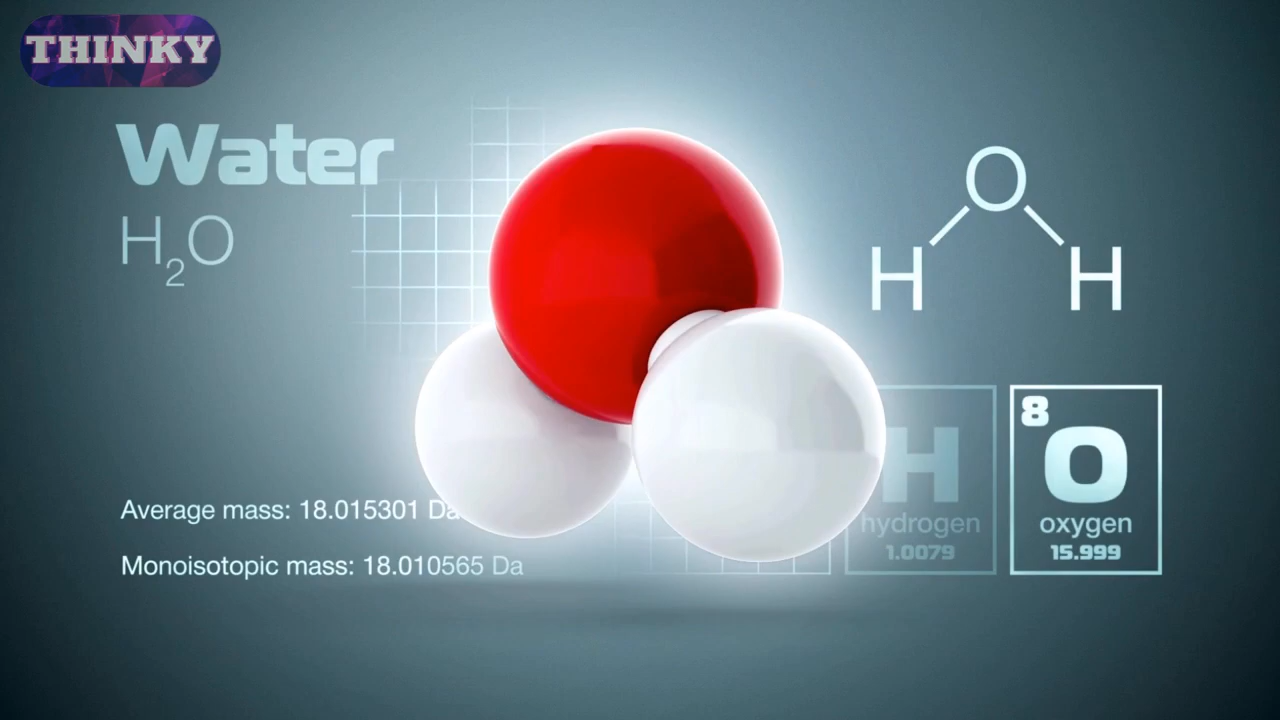 THINKY
Water
H₂O
O
H H
H
hydrogen
1.0079
8
O
oxygen
15.999
Average mass: 18.015301 Da
Monoisotopic mass: 18.010565 Da